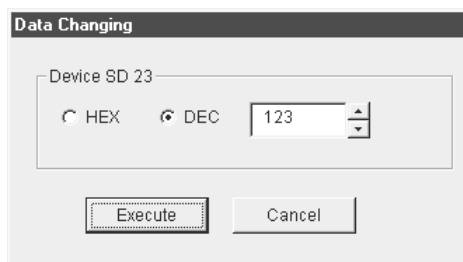 Data Changing
Device SD 23
HEX DEC 123
Execute Cancel